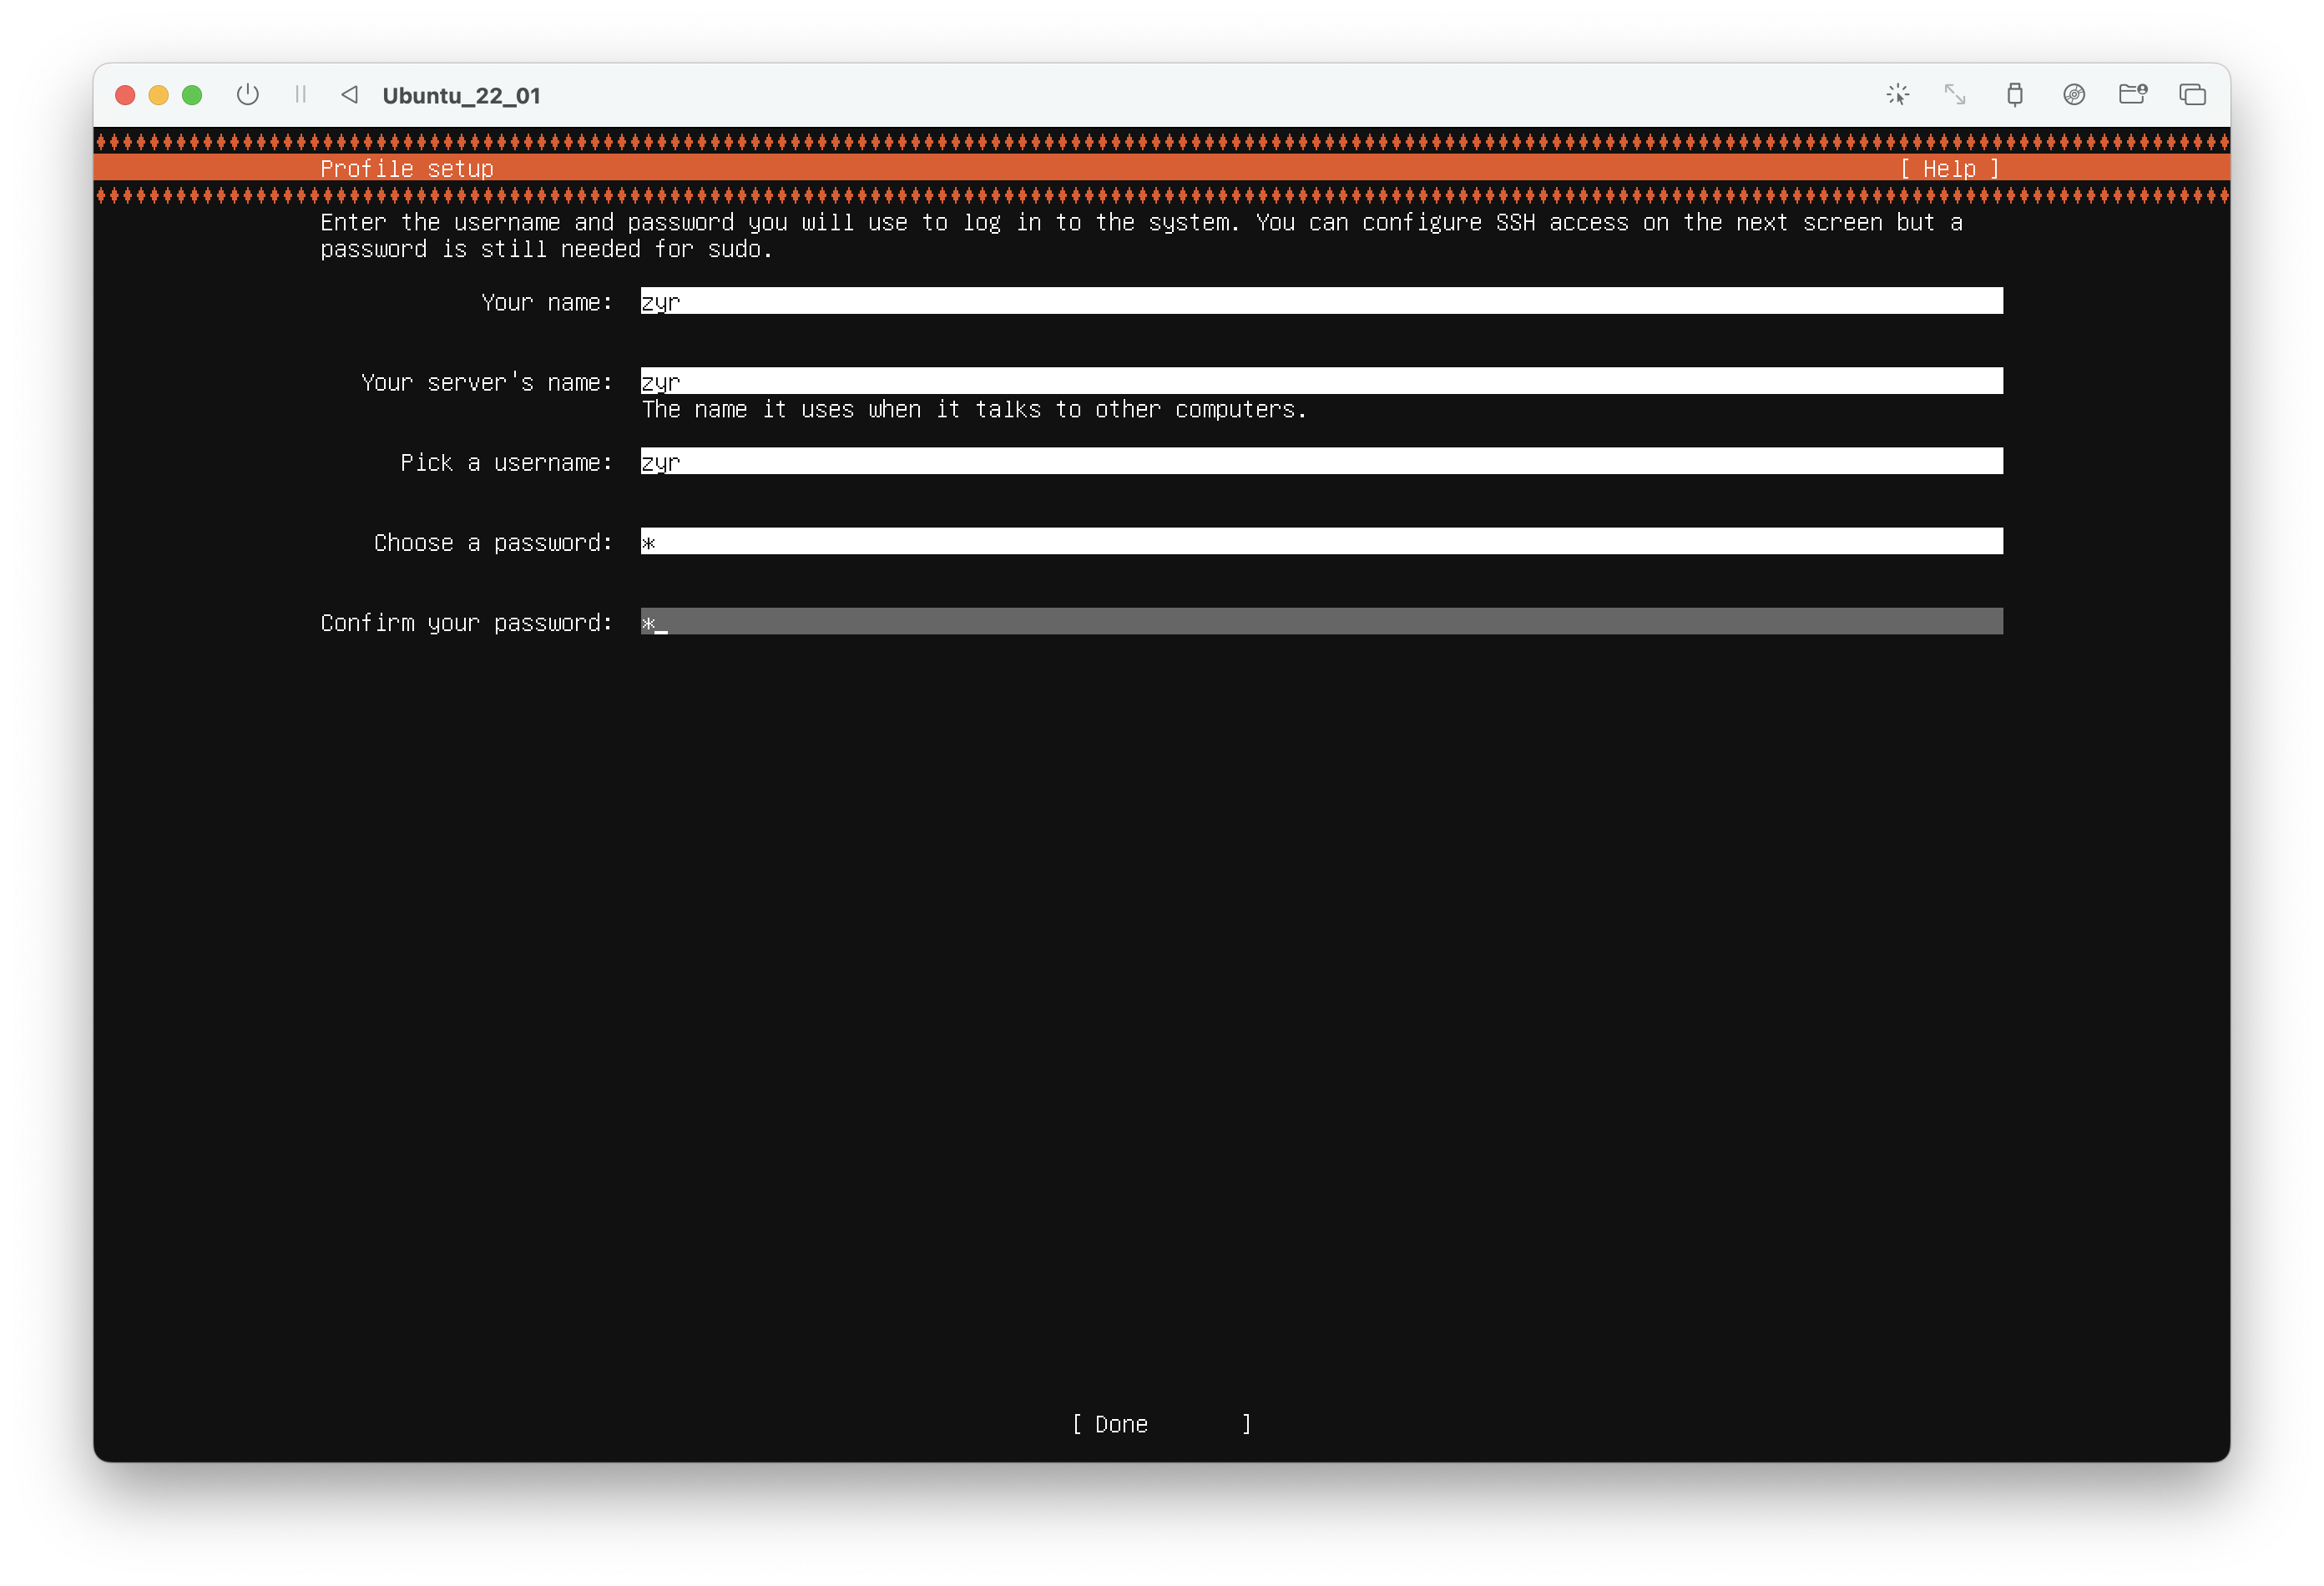 Ubuntu_22_01
Profile setup [ Help ]
Enter the username and password you will use to log in to the system. You can configure SSH access on the next screen but a
password is still needed for sudo.
Your name: zyr
Your server's name: zyr
The name it uses when it talks to other computers.
Pick a username: zyr
Choose a password: *
Confirm your password: *_
[ Done ]